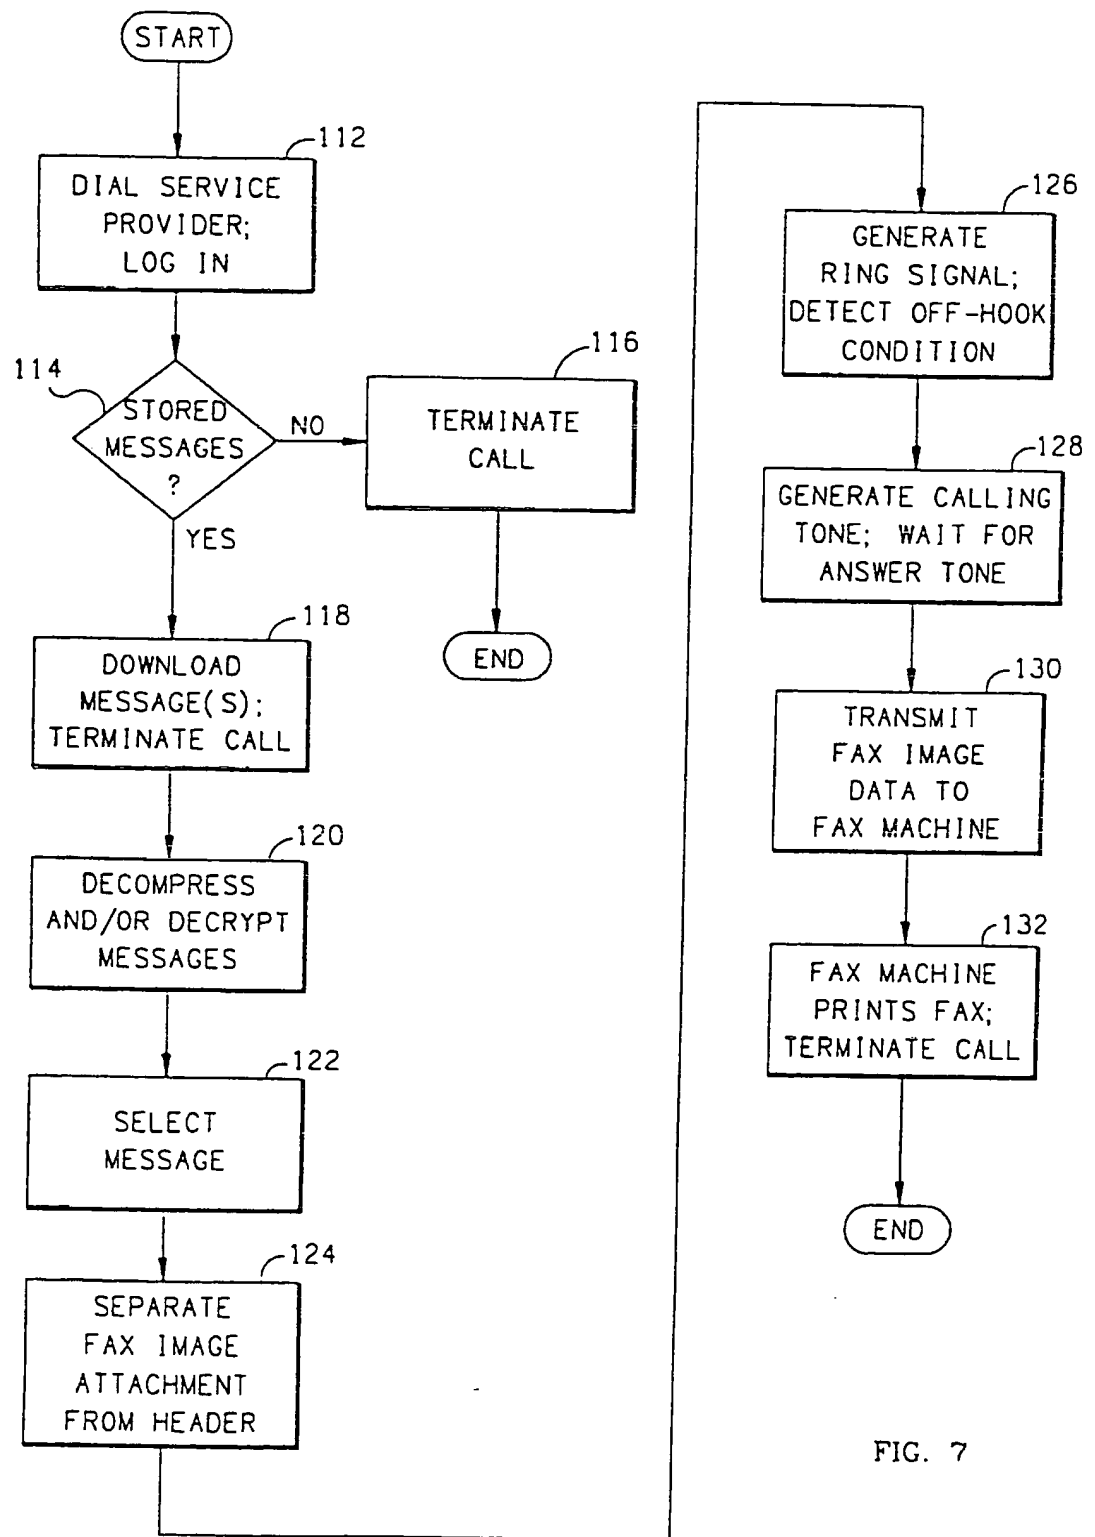 START
112
DIAL SERVICE
PROVIDER;
LOG IN
114
STORED
MESSAGES
?
NO
YES
116
TERMINATE
CALL
END
118
DOWNLOAD
MESSAGE(S);
TERMINATE CALL
120
DECOMPRESS
AND/OR DECRYPT
MESSAGES
122
SELECT
MESSAGE
124
SEPARATE
FAX IMAGE
ATTACHMENT
FROM HEADER
126
GENERATE
RING SIGNAL;
DETECT OFF-HOOK
CONDITION
128
GENERATE CALLING
TONE; WAIT FOR
ANSWER TONE
130
TRANSMIT
FAX IMAGE
DATA TO
FAX MACHINE
132
FAX MACHINE
PRINTS FAX;
TERMINATE CALL
END
FIG. 7